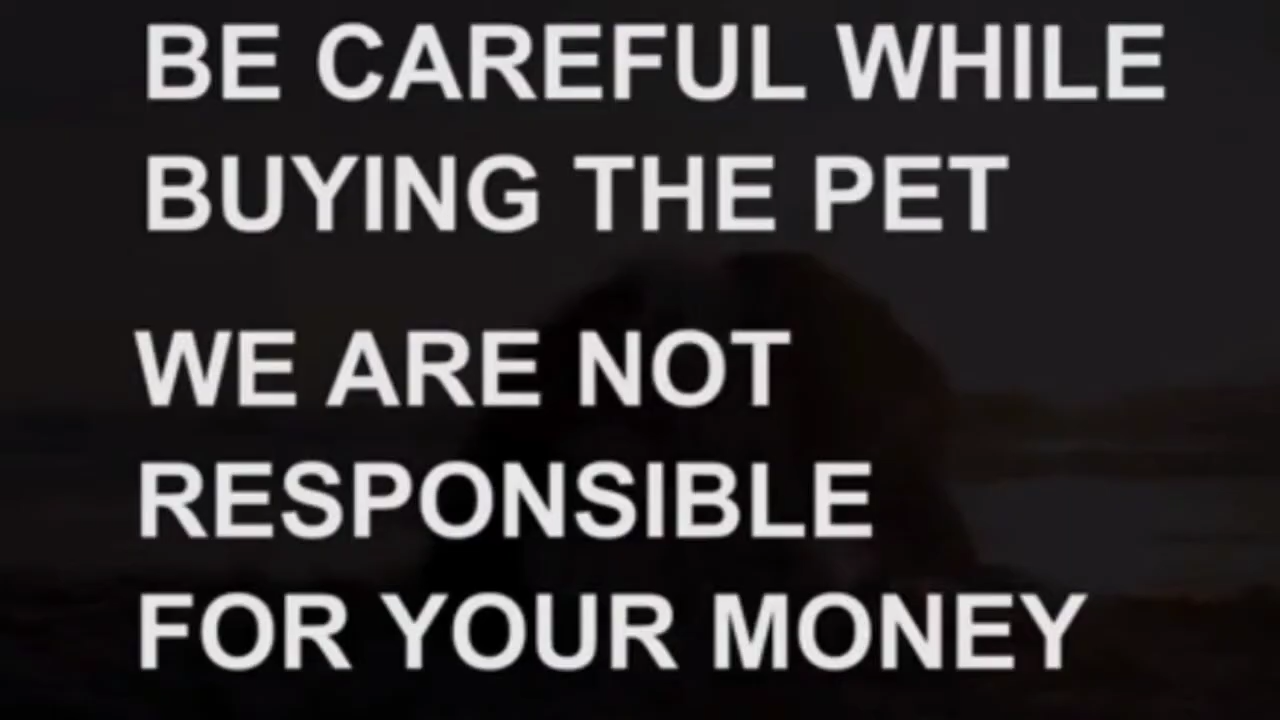 BE CAREFUL WHILE
BUYING THE PET
WE ARE NOT
RESPONSIBLE
FOR YOUR MONEY